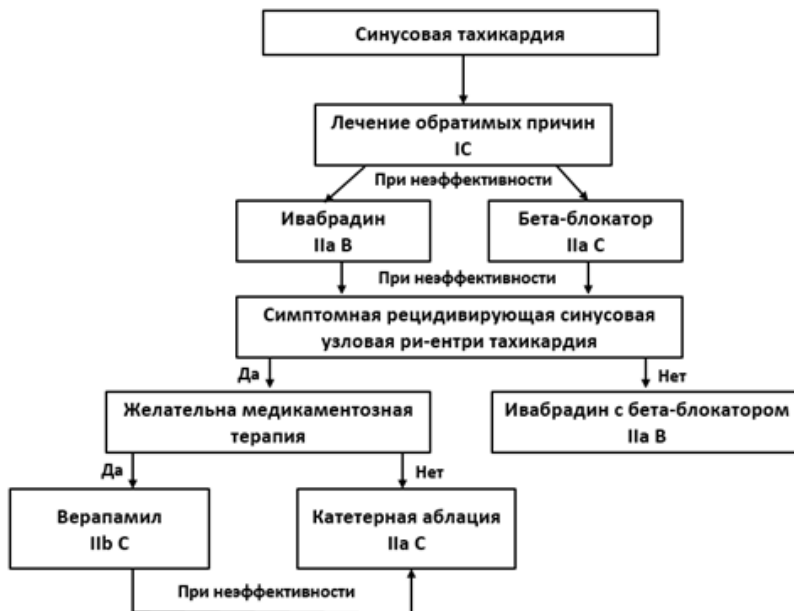 Синусовая тахикардия
Лечение обратимых причин
IC
При неэффективности
Ивабрадин
IIa B
Бета-блокатор
IIa C
При неэффективности
Симптомная рецидивирующая синусовая
узловая ри-ентри тахикардия
Да
Нет
Желательна медикаментозная
терапия
Ивабрадин с бета-блокатором
IIa B
Да
Нет
Верапамил
IIb C
Катетерная аблация
IIa C
При неэффективности